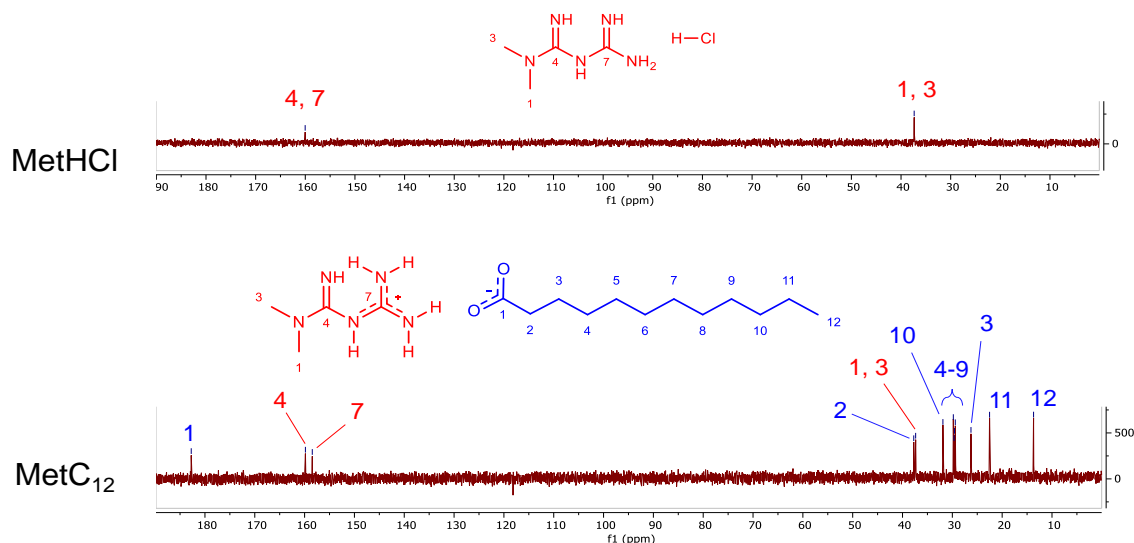 NH NH
H Cl
3
N 4 N 7 NH2
H
1
4, 7
1, 3
MetHCl
0
90 180 170 160 150 140 130 120 110 100 90 80 70 60 50 40 30 20 10
f1 (ppm)
H N H
NH
O
3 7 +
-
3 5 7 9 11
N 4 N N H
O 1
2 4 6 8 10 12
H H
1
10
4-9
3
1, 3
4
7
2
11 12
1
500
MetC12
0
180 170 160 150 140 130 120 110 100 90 80 70 60 50 40 30 20 10
f1 (ppm)